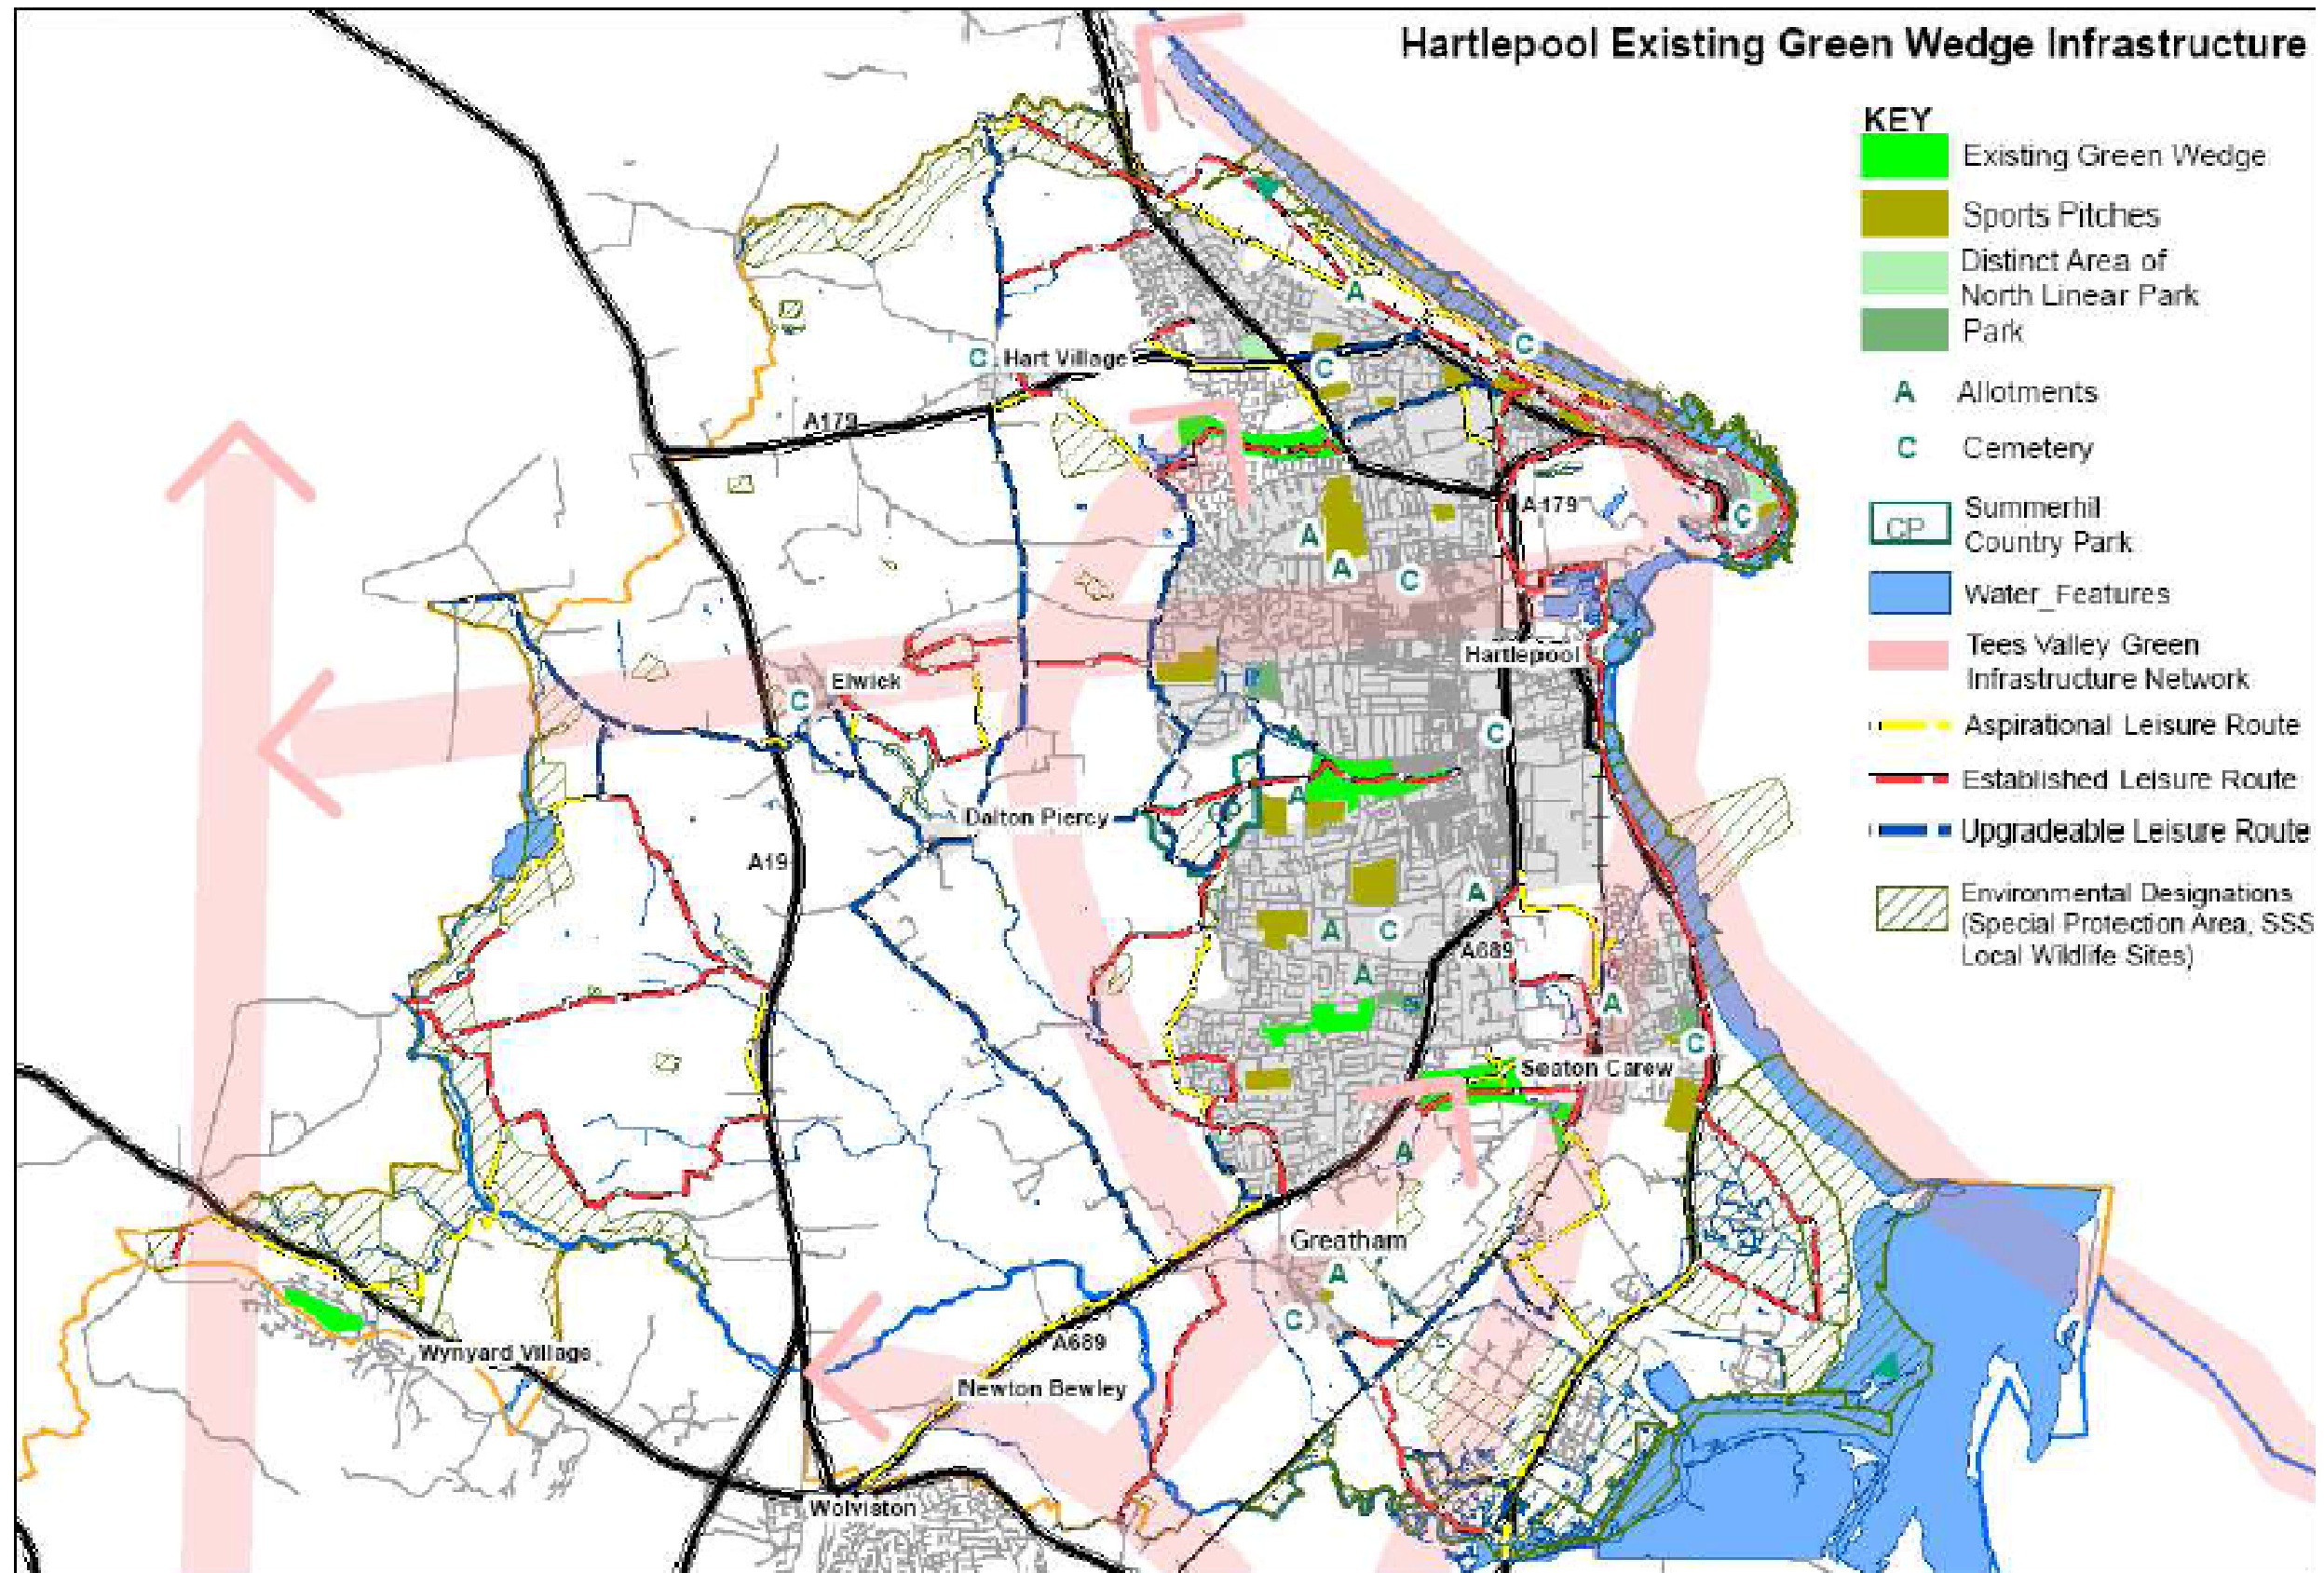 Hartlepool Existing Green Wedge Infrastructure
KEY
Existing Green Wedge
Sports Pitches
Distinct Area of
North Linear Park
Park
A Allotments
C Cemetery
CP Summerhill
Country Park
Water_Features
Tees Valley Green
Infrastructure Network
Aspirational Leisure Route
Established Leisure Route
Upgradeable Leisure Route
Environmental Designations
(Special Protection Area, SSS
Local Wildlife Sites)
A
C
C
Hart Village
C
A179
A179
A
C
A
C
Hartlepool
Elwick
C
C
A
A
Dalton Piercy
CP
A19
A
A
C
A689
A
A
C
Seaton Carew
A
Greatham
A
C
Wynyard Village
A689
Newton Bewley
Wolviston